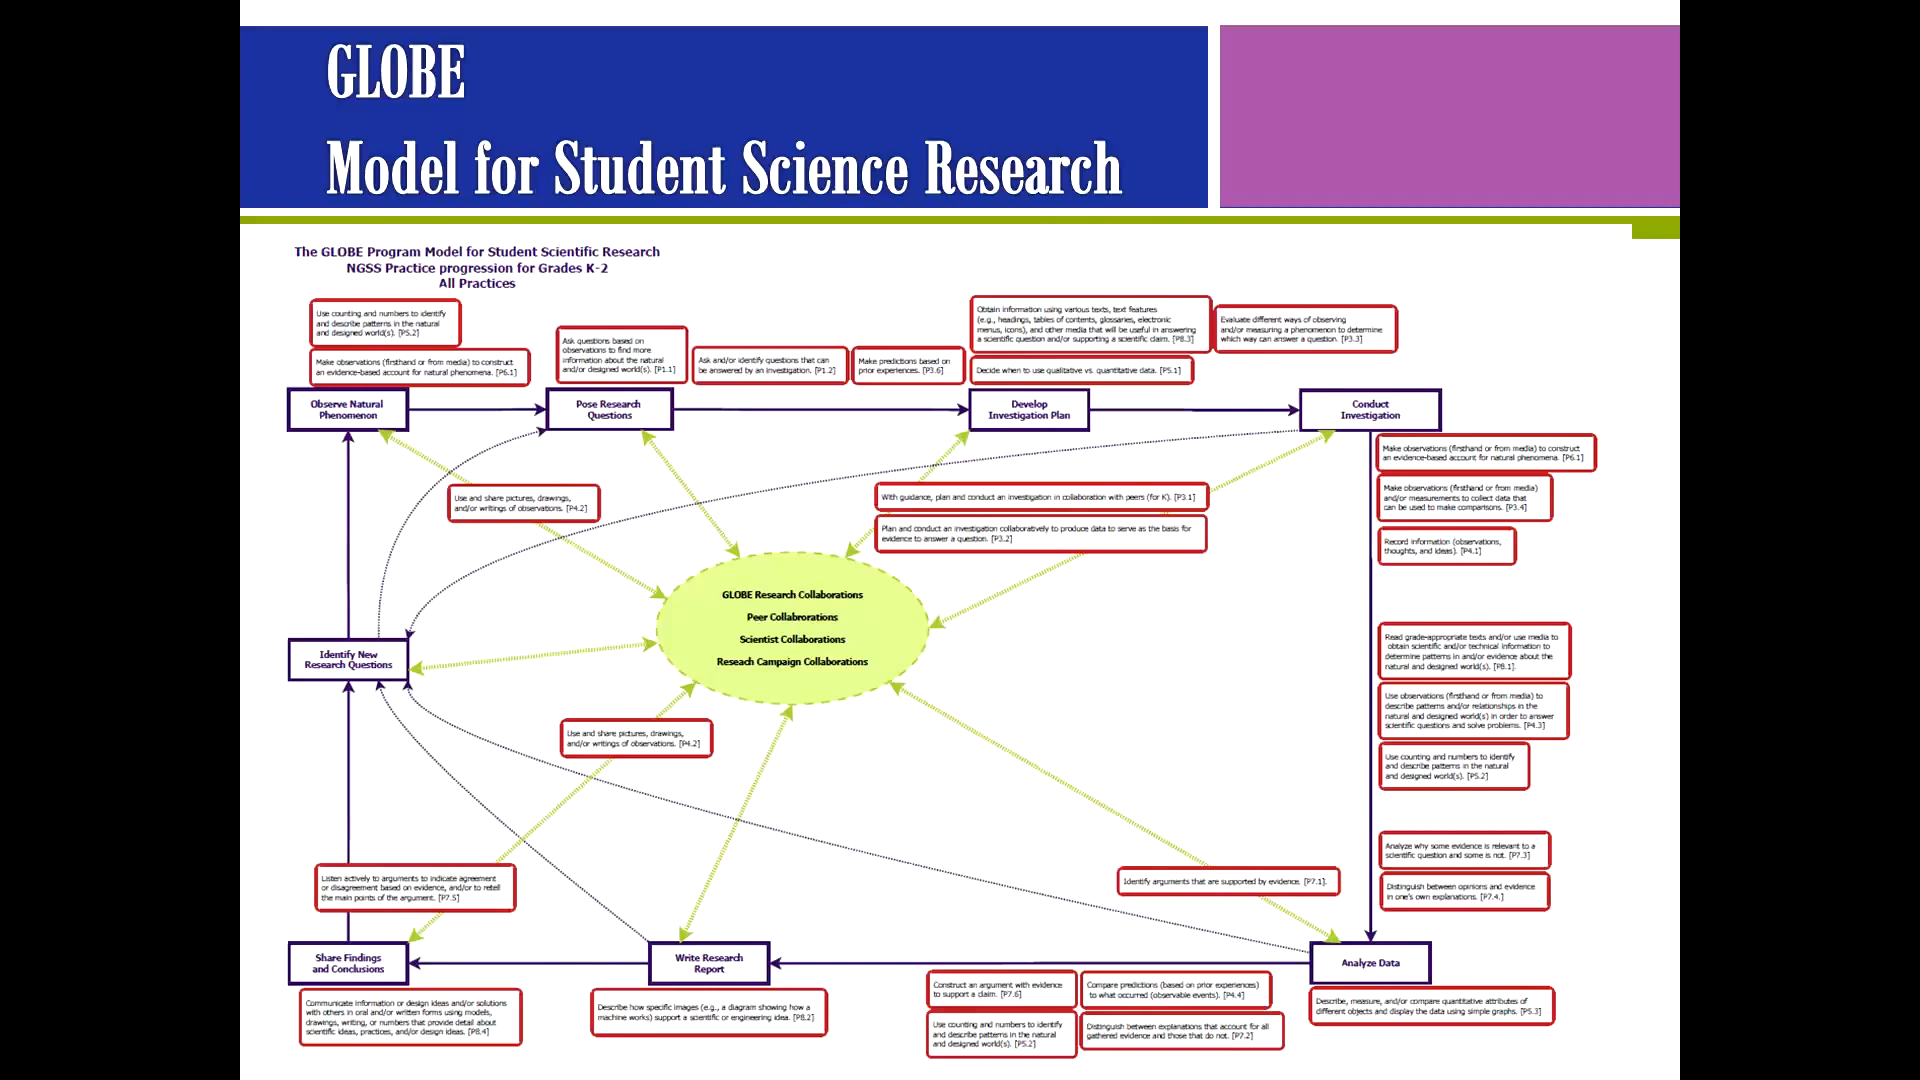 GLOBE
Model for Student Science Research
The GLOBE Program Model for Student Scientific Research
NGSS Practice progression for Grades K-2
All Practices
Use counting and numbers to identify
and describe patterns in the natural
and designed world(s). [P5.2]
Make observations (firsthand or from media) to construct
an evidence-based account for natural phenomena. [P6.1]
Ask questions based on
observations to find more
information about the natural
and/or designed world(s). [P1.1]
Ask and/or identify questions that can
be answered by an investigation. [P1.2]
Make predictions based on
prior experiences. [P3.6]
Obtain information using various texts, text features
(e.g., headings, tables of contents, glossaries, electronic
menus, icons), and other media that will be useful in answering
a scientific question and/or supporting a scientific claim. [P8.3]
Decide when to use qualitative vs. quantitative data. [P5.1]
Evaluate different ways of observing
and/or measuring a phenomenon to determine
which way can answer a question. [P3.3]
Observe Natural
Phenomenon
Pose Research
Questions
Develop
Investigation Plan
Conduct
Investigation
Make observations (firsthand or from media) to construct
an evidence-based account for natural phenomena. [P6.1]
Make observations (firsthand or from media)
and/or measurements to collect data that
can be used to make comparisons. [P3.4]
Record information (observations,
thoughts, and ideas). [P4.1]
Use and share pictures, drawings,
and/or writings of observations. [P4.2]
With guidance, plan and conduct an investigation in collaboration with peers (for K). [P3.1]
Plan and conduct an investigation collaboratively to produce data to serve as the basis for
evidence to answer a question. [P3.2]
GLOBE Research Collaborations
Peer Collabrorations
Scientist Collaborations
Reseach Campaign Collaborations
Identify New
Research Questions
Read grade-appropriate texts and/or use media to
obtain scientific and/or technical information to
determine patterns in and/or evidence about the
natural and designed world(s). [P8.1].
Use observations (firsthand or from media) to
describe patterns and/or relationships in the
natural and designed world(s) in order to answer
scientific questions and solve problems. [P4.3]
Use counting and numbers to identify
and describe patterns in the natural
and designed world(s). [P5.2]
Use and share pictures, drawings,
and/or writings of observations. [P4.2]
Analyze why some evidence is relevant to a
scientific question and some is not. [P7.3]
Distinguish between opinions and evidence
in one's own explanations. [P7.4.]
Listen actively to arguments to indicate agreement
or disagreement based on evidence, and/or to retell
the main points of the argument. [P7.5]
Identify arguments that are supported by evidence. [P7.1].
Share Findings
and Conclusions
Write Research
Report
Analyze Data
Communicate information or design ideas and/or solutions
with others in oral and/or written forms using models,
drawings, writing, or numbers that provide detail about
scientific ideas, practices, and/or design ideas. [P8.4]
Describe how specific images (e.g., a diagram showing how a
machine works) support a scientific or engineering idea. [P8.2]
Construct an argument with evidence
to support a claim. [P7.6]
Compare predictions (based on prior experiences)
to what occurred (observable events). [P4.4]
Use counting and numbers to identify
and describe patterns in the natural
and designed world(s). [P5.2]
Distinguish between explanations that account for all
gathered evidence and those that do not. [P7.2]
Describe, measure, and/or compare quantitative attributes of
different objects and display the data using simple graphs. [P5.3]